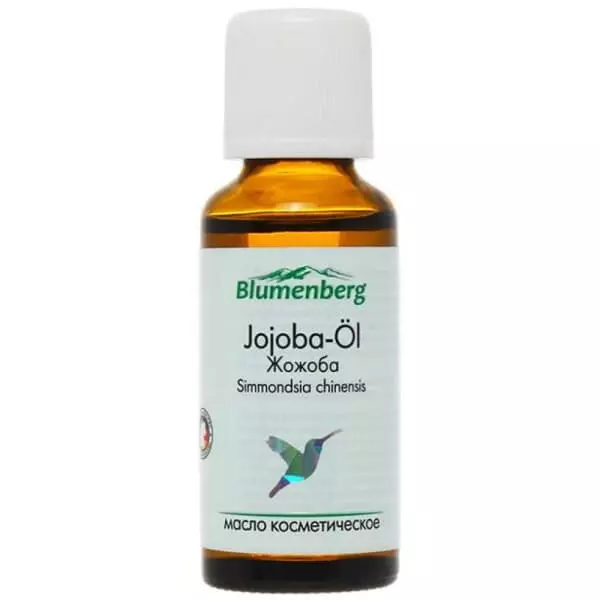 Blumenberg
Jojoba-Öl
Жожоба
Simmondsia chinensis
масло косметическое